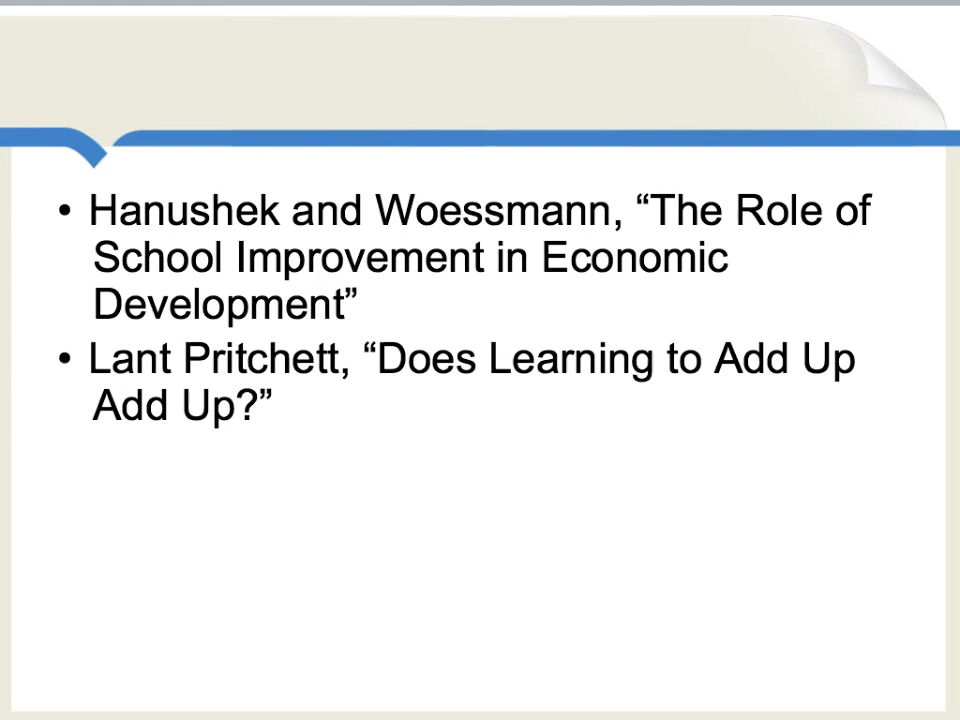 • Hanushek and Woessmann, “The Role of
School Improvement in Economic
Development”
• Lant Pritchett, “Does Learning to Add Up
Add Up?”